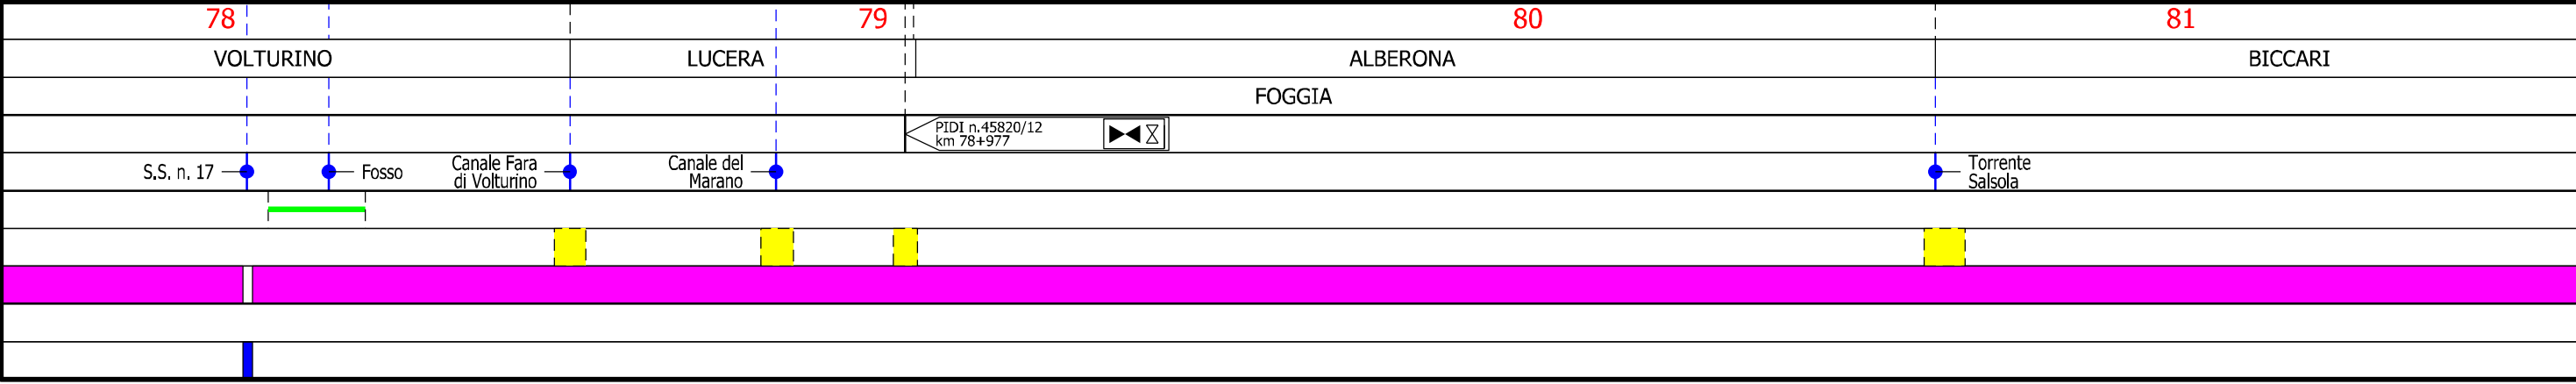 78 79 80 81
VOLTURINO LUCERA ALBERONA BICCARI
FOGGIA
PIDI n.45820/12
km 78+977
S.S. n. 17
Fosso
Canale Fara
di Volturino
Canale del
Marano
Torrente
Salsola